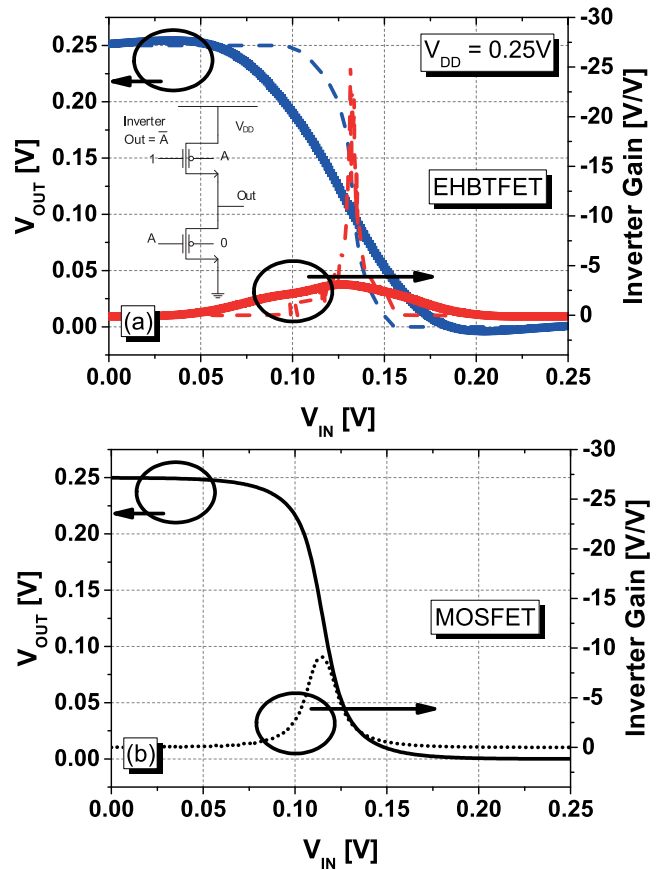 V_DD = 0.25V
-30
0.25
-25
0.20
-20
0.15
-15
0.10
-10
0.05
-5
0.00
0
V_OUT [V]
Inverter Gain [V/V]
Inverter
Out = A̅
V_DD
1
A
Out
A
0
EHBTFET
(a)
0.00 0.05 0.10 0.15 0.20 0.25
V_IN [V]
-30
0.25
-25
0.20
-20
0.15
-15
0.10
-10
0.05
-5
0.00
0
V_OUT [V]
Inverter Gain [V/V]
MOSFET
(b)
0.00 0.05 0.10 0.15 0.20 0.25
V_IN [V]